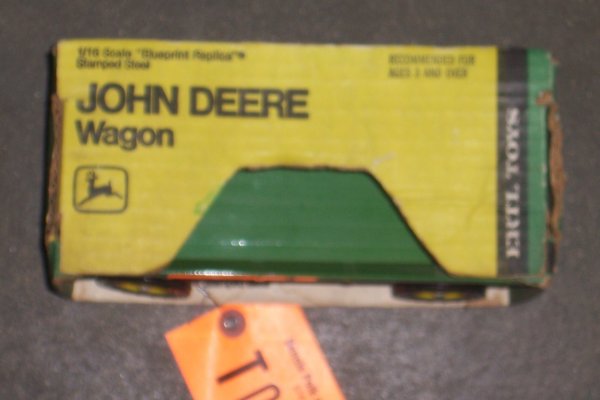 1/16 Scale "Blueprint Replica"™
Stamped Steel
RECOMMENDED FOR
AGES 3 AND OVER
JOHN DEERE
Wagon
ERTL TOYS